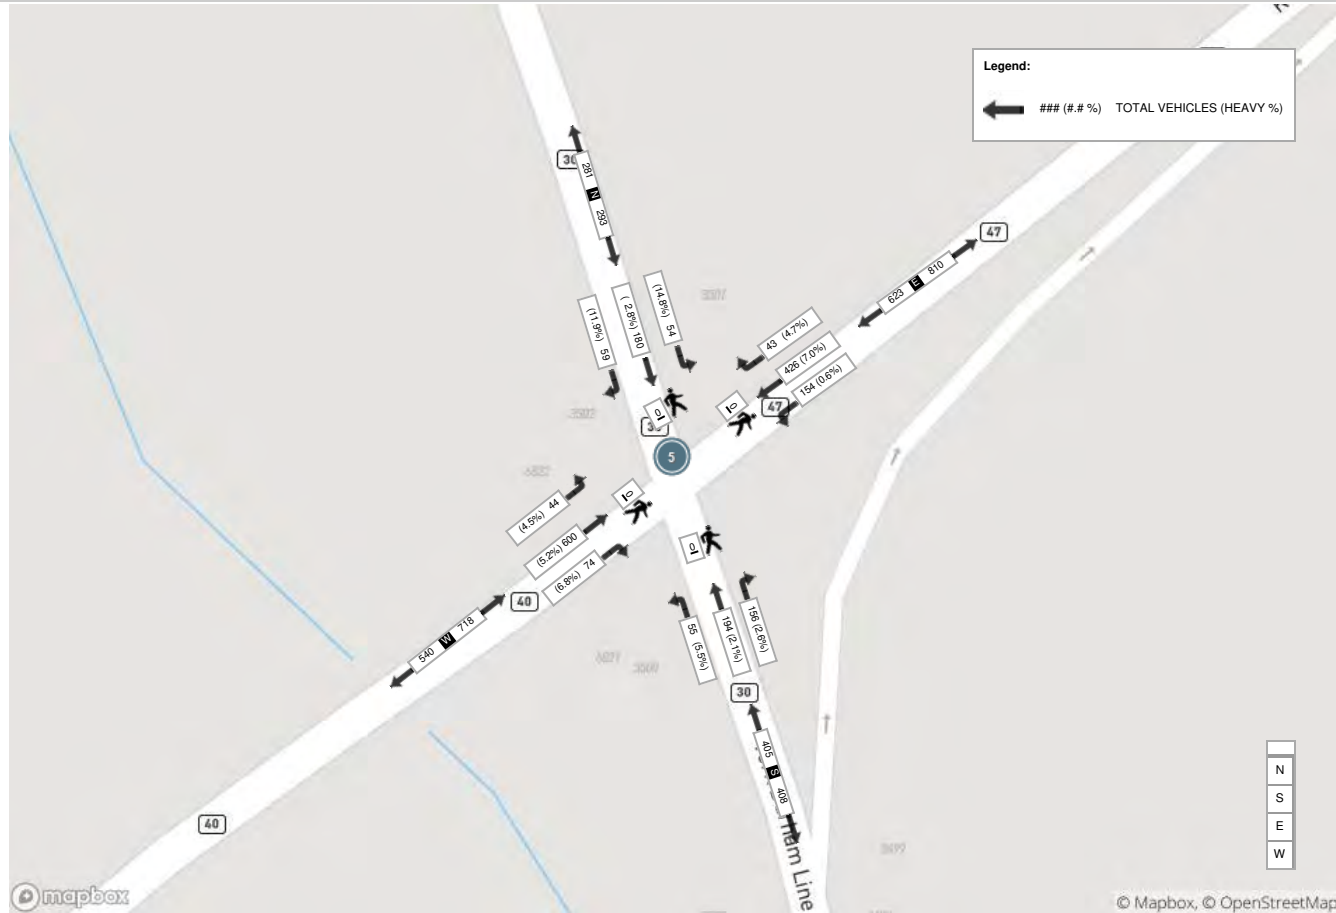 Legend:
### (#.# %) TOTAL VEHICLES (HEAVY %)
30
281 N 293
47
623 E 810
(11.9%) 59
( 2.8%) 180
(14.8%) 54
43 (4.7%)
426 (7.0%)
154 (0.6%)
47
0
0
5
0
0
(4.5%) 44
(5.2%) 600
(6.8%) 74
40
540 W 718
55 (5.5%)
194 (2.1%)
156 (2.6%)
30
405 S 408
40
ham Line
N
S
E
W
mapbox
© Mapbox, © OpenStreetMap